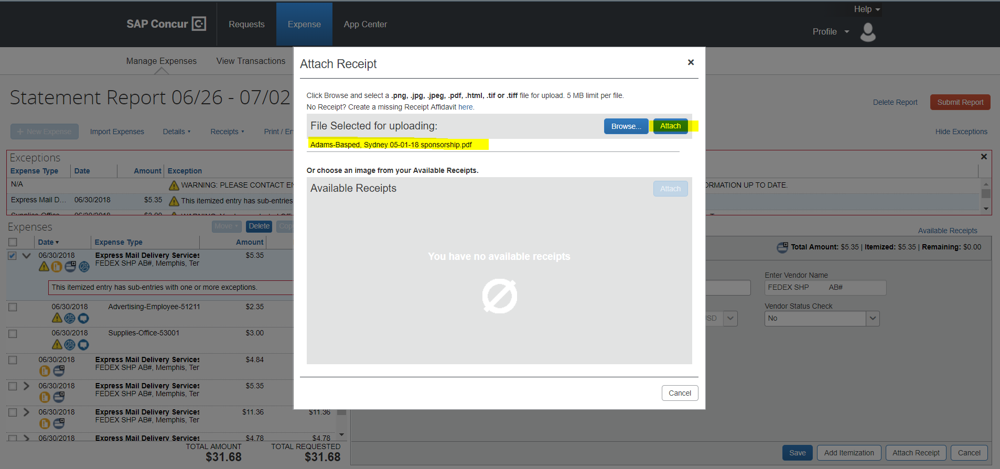 Help
SAP Concur C
Requests
Expense
App Center
Profile
Manage Expenses
View Transactions
Statement Report 06/26 - 07/02
Delete Report
Submit Report
+ New Expense
Import Expenses
Details
Receipts
Print / En
Hide Exceptions
Exceptions
Expense Type Date Amount Exception
N/A WARNING: PLEASE CONTACT EN
ORMATION UP TO DATE.
Express Mail D... 06/30/2018 $5.35 This itemized entry has sub-entries
Supplies-Office 06/30/2018 $3.00
Expenses
Move
Delete
Cop
Date Expense Type Amount
06/30/2018 Express Mail Delivery Services $5.35
FEDEX SHP AB#, Memphis, Ter
This itemized entry has sub-entries with one or more exceptions.
06/30/2018 Advertising-Employee-51211 $2.35
06/30/2018 Supplies-Office-53001 $3.00
06/30/2018 Express Mail Delivery Services $4.84
FEDEX SHP AB#, Memphis, Ter
06/30/2018 Express Mail Delivery Services $5.35
FEDEX SHP AB#, Memphis, Ter
06/30/2018 Express Mail Delivery Services $11.36 $11.36
FEDEX SHP AB#, Memphis, Ter
06/30/2018 Express Mail Delivery Services $4.78 $4.78
TOTAL AMOUNT TOTAL REQUESTED
$31.68 $31.68
Attach Receipt
×
Click Browse and select a .png, .jpg, .jpeg, .pdf, .html, .tif or .tiff file for upload. 5 MB limit per file.
No Receipt? Create a missing Receipt Affidavit here.
File Selected for uploading:
Browse...
Attach
Adams-Basped, Sydney 05-01-18 sponsorship.pdf
Or choose an image from your Available Receipts.
Available Receipts
Attach
You have no available receipts
Cancel
Available Receipts
Total Amount: $5.35 | Itemized: $5.35 | Remaining: $0.00
Enter Vendor Name
FEDEX SHP AB#
Vendor Status Check
SD
No
Save
Add Itemization
Attach Receipt
Cancel